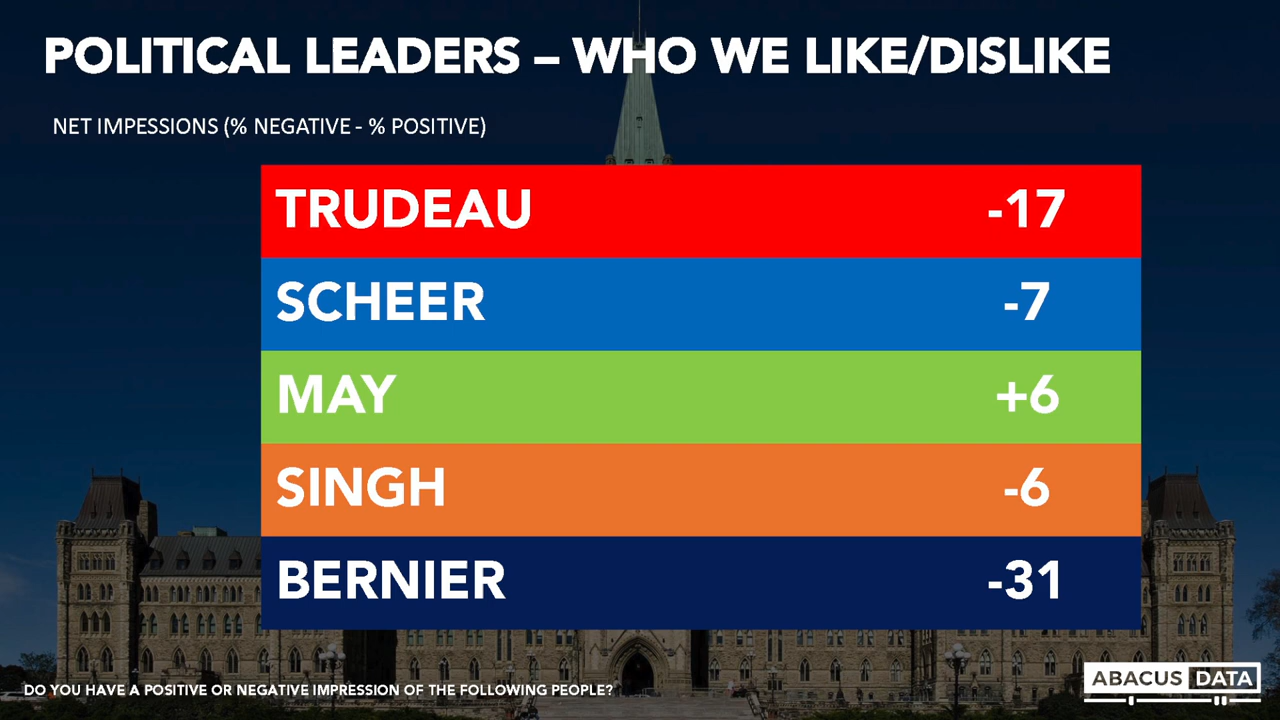 POLITICAL LEADERS – WHO WE LIKE/DISLIKE
NET IMPESSIONS (% NEGATIVE - % POSITIVE)
TRUDEAU -17
SCHEER -7
MAY +6
SINGH -6
BERNIER -31
DO YOU HAVE A POSITIVE OR NEGATIVE IMPRESSION OF THE FOLLOWING PEOPLE?
ABACUS DATA